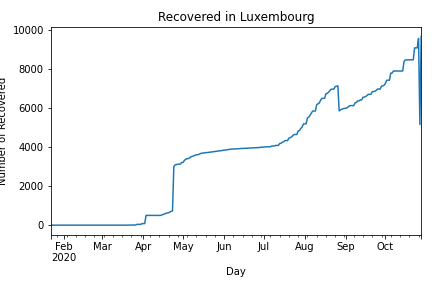 Recovered in Luxembourg
Number of Recovered
10000
8000
6000
4000
2000
0
Feb Mar Apr May Jun Jul Aug Sep Oct
2020
Day